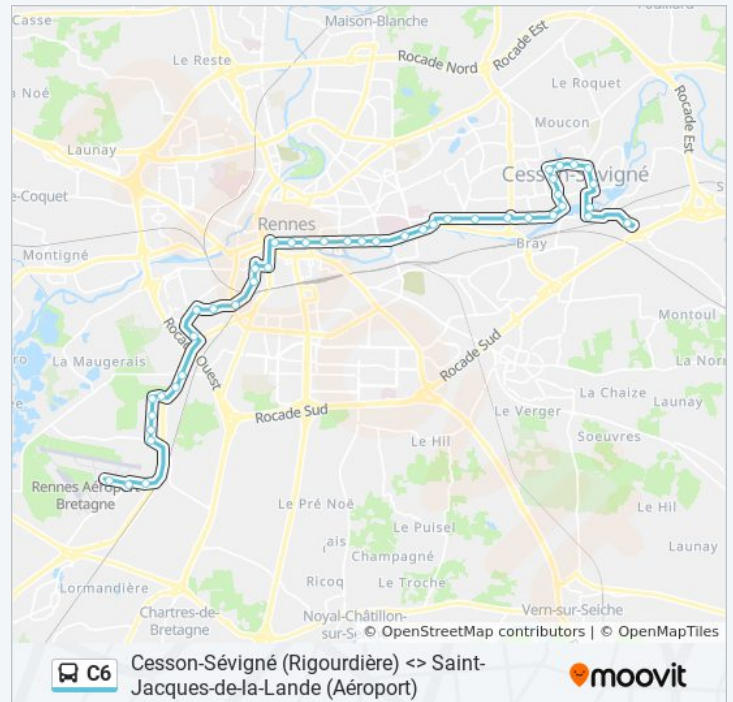 Maison-Blanche
Casse
Le Reste
Rocade Nord
Rocade Est
Le Roquet
a Noé
Moucon
Rocade Est
Launay
Cesson-Sévigné
e-Coquet
Rennes
Bray
Montigné
Montoul
Rocade Ouest
Rocade Sud
La Maugerais
La Nor
La Chaize
Launay
Rocade Sud
Le Verger
Soeuvres
Le Hil
Rennes Aéroport
Bretagne
Le Pré Noë
Le Hil
Le Puisel
ais
Launay
Champagné
Ricoq
Le Troche
Lormandière
Chartres-de-
Bretagne
Noyal-Châtillon-
sur-S
Vern-sur-Seiche
© OpenStreetMap contributors | © OpenMapTiles
C6
Cesson-Sévigné (Rigourdière) <> Saint-
Jacques-de-la-Lande (Aéroport)
moovit